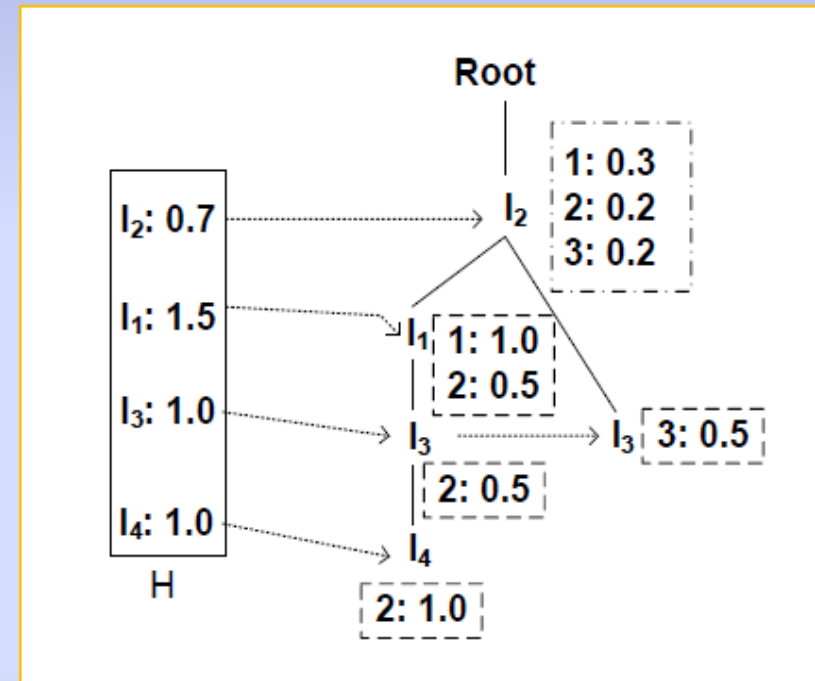 Root
I₂: 0.7
I₁: 1.5
I₃: 1.0
I₄: 1.0
H
I₂
1: 0.3
2: 0.2
3: 0.2
I₁
1: 1.0
2: 0.5
I₃
2: 0.5
I₃
3: 0.5
I₄
2: 1.0